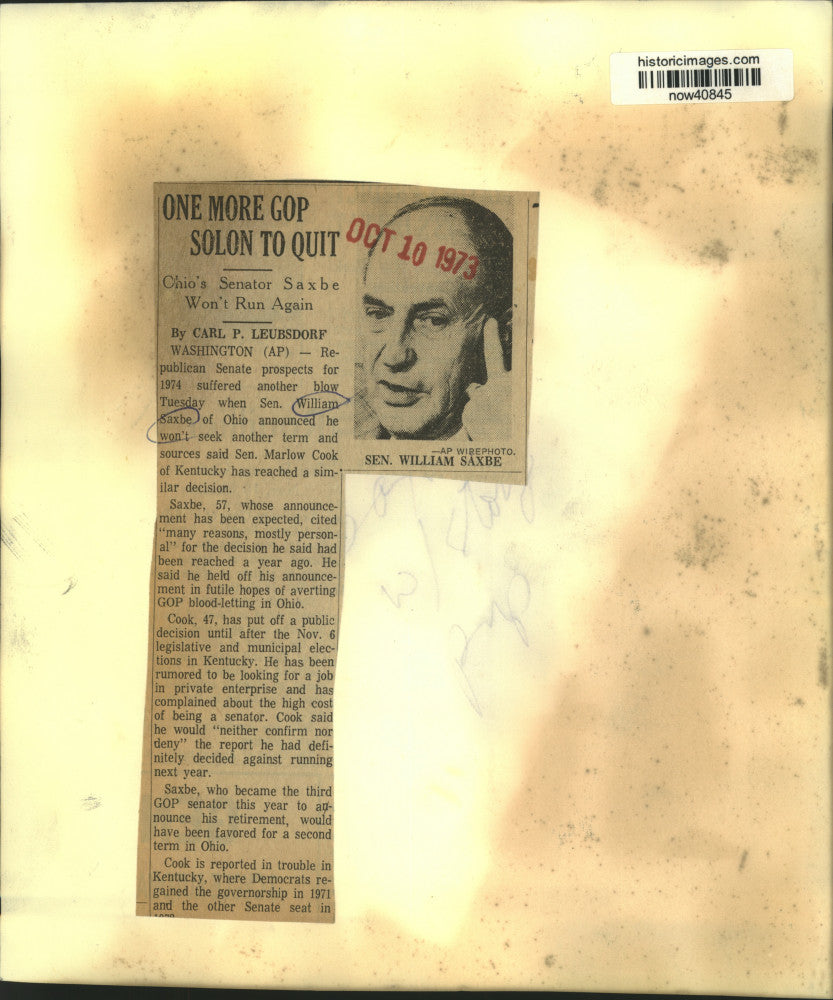 historicimages.com
now40845
ONE MORE GOP
SOLON TO QUIT
OCT 10 1973
Ohio's Senator Saxbe
Won't Run Again
By CARL P. LEUBSDORF
WASHINGTON (AP) — Re-
publican Senate prospects for
1974 suffered another blow
Tuesday when Sen. William
Saxbe of Ohio announced he
won't seek another term and
sources said Sen. Marlow Cook
of Kentucky has reached a sim-
ilar decision.
Saxbe, 57, whose announce-
ment has been expected, cited
"many reasons, mostly person-
al" for the decision he said had
been reached a year ago. He
said he held off his announce-
ment in futile hopes of averting
GOP blood-letting in Ohio.
Cook, 47, has put off a public
decision until after the Nov. 6
legislative and municipal elec-
tions in Kentucky. He has been
rumored to be looking for a job
in private enterprise and has
complained about the high cost
of being a senator. Cook said
he would "neither confirm nor
deny" the report he had defi-
nitely decided against running
next year.
Saxbe, who became the third
GOP senator this year to an-
nounce his retirement, would
have been favored for a second
term in Ohio.
Cook is reported in trouble in
Kentucky, where Democrats re-
gained the governorship in 1971
and the other Senate seat in
—AP WIREPHOTO.
SEN. WILLIAM SAXBE